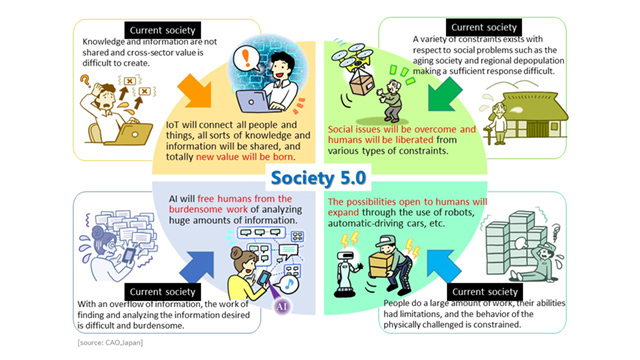 Current society
Knowledge and information are not
shared and cross-sector value is
difficult to create.
Current society
A variety of constraints exists with
respect to social problems such as the
aging society and regional depopulation
making a sufficient response difficult.
IoT will connect all people and
things, all sorts of knowledge and
information will be shared, and
totally new value will be born.
Social issues will be overcome and
humans will be liberated from
various types of constraints.
Society 5.0
AI will free humans from the
burdensome work of analyzing
huge amounts of information.
The possibilities open to humans will
expand through the use of robots,
automatic-driving cars, etc.
AI
Current society
With an overflow of information, the work of
finding and analyzing the information desired
is difficult and burdensome.
Current society
People do a large amount of work, their abilities
had limitations, and the behavior of the
physically challenged is constrained.
[source: CAO,Japan]